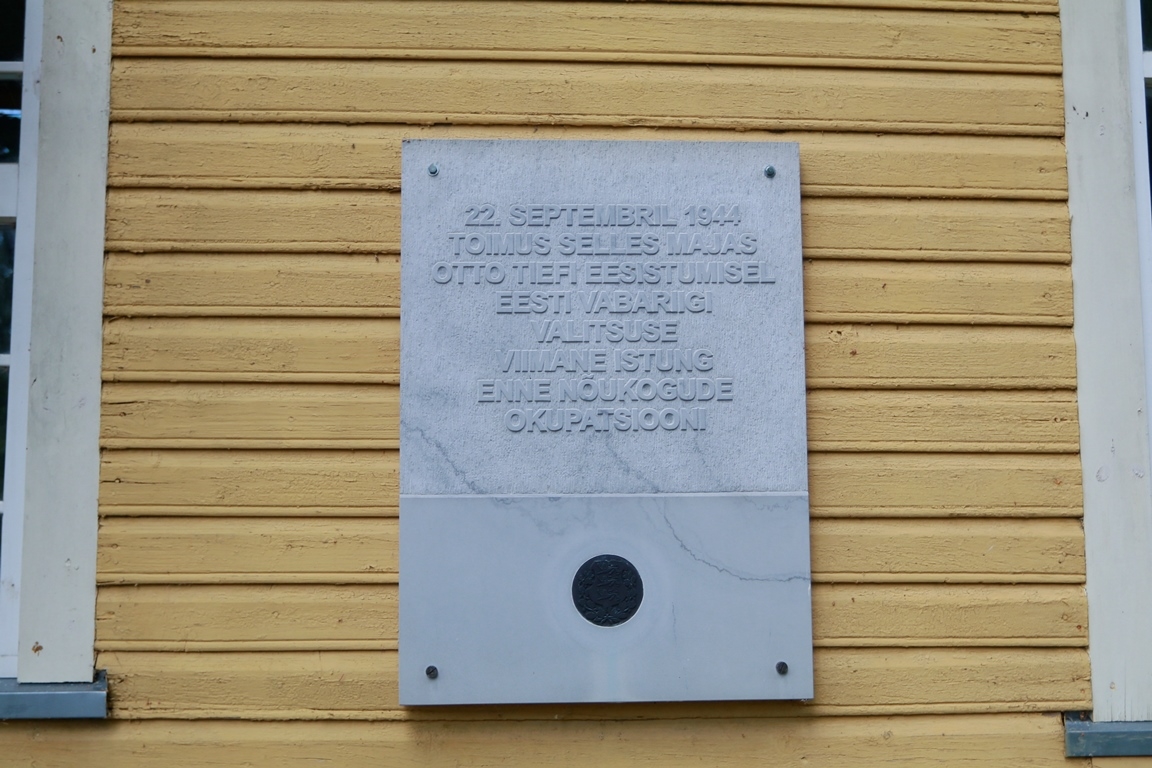 22. SEPTEMBRIL 1944
TOIMUS SELLES MAJAS
OTTO TIEFI EESISTUMISEL
EESTI VABARIIGI
VALITSUSE
VIIMANE ISTUNG
ENNE NÕUKOGUDE
OKUPATSIOONI